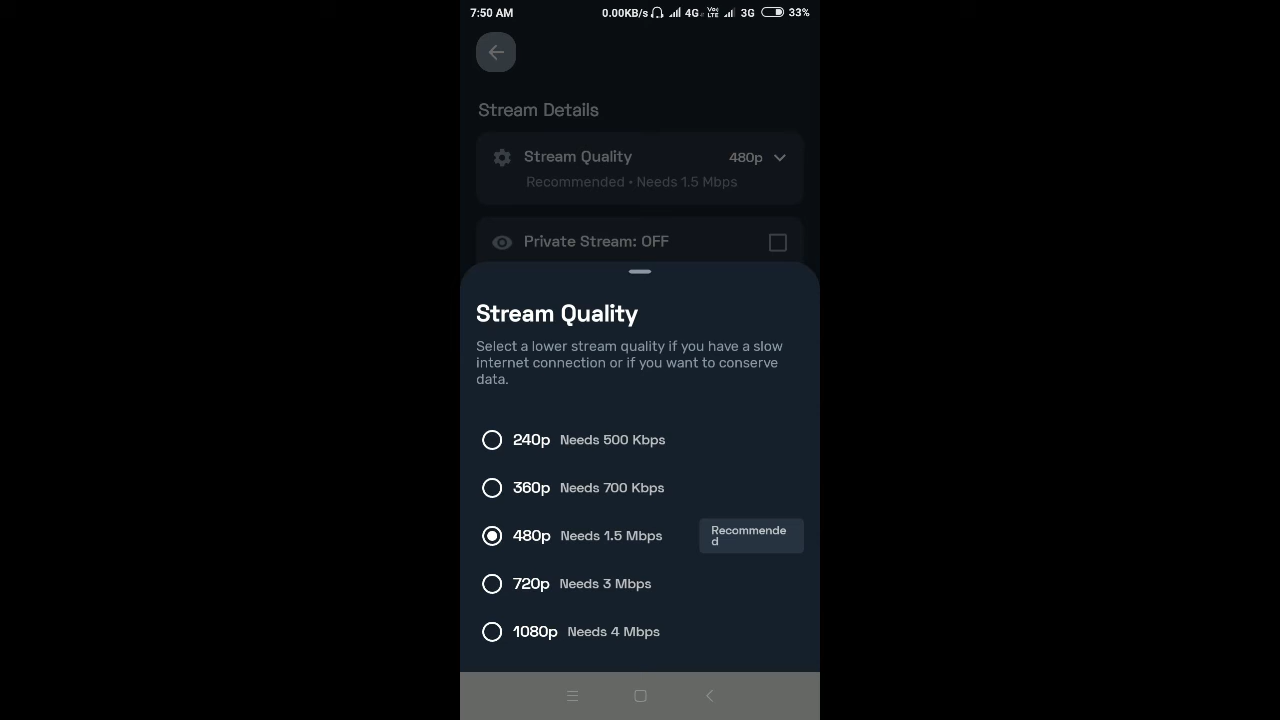 7:50 AM 0.00KB/s 4G Vo LTE 3G 33%
Stream Details
Stream Quality 480p
Recommended • Needs 1.5 Mbps
Private Stream: OFF
Stream Quality
Select a lower stream quality if you have a slow
internet connection or if you want to conserve
data.
240p Needs 500 Kbps
360p Needs 700 Kbps
480p Needs 1.5 Mbps Recommende
d
720p Needs 3 Mbps
1080p Needs 4 Mbps